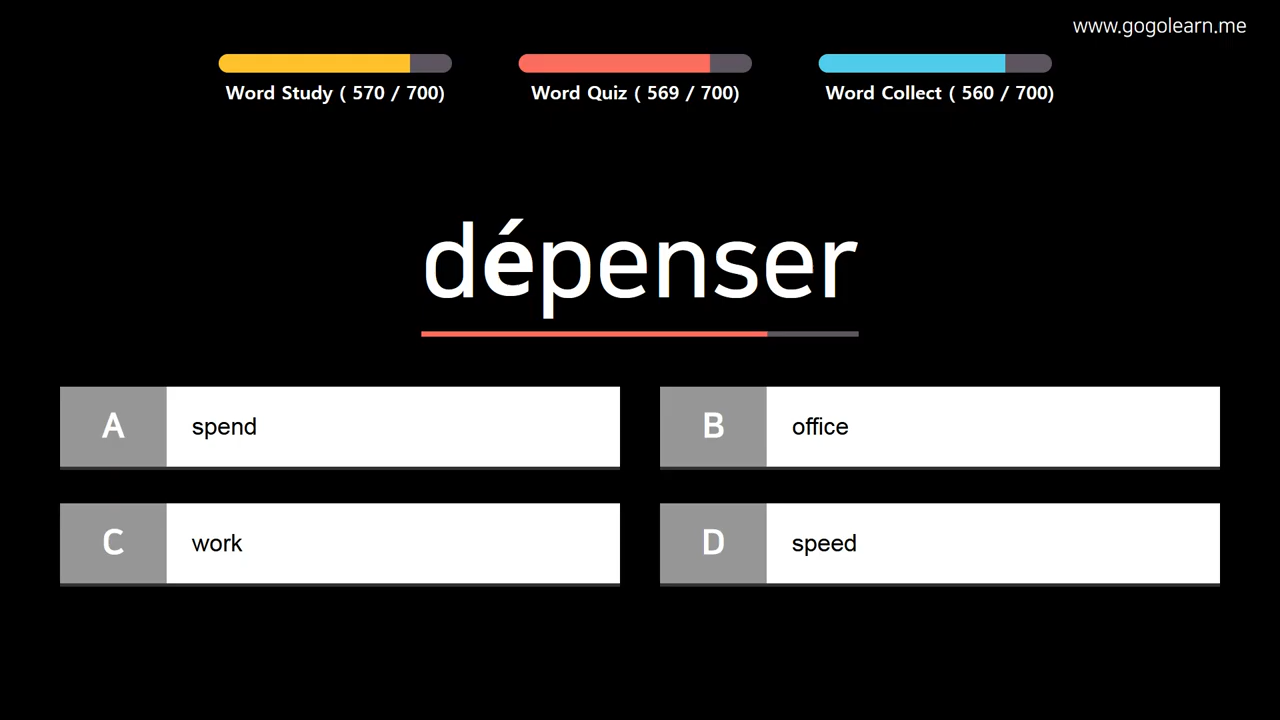 www.gogolearn.me
Word Study ( 570 / 700)
Word Quiz ( 569 / 700)
Word Collect ( 560 / 700)
dépenser
A spend
B office
C work
D speed